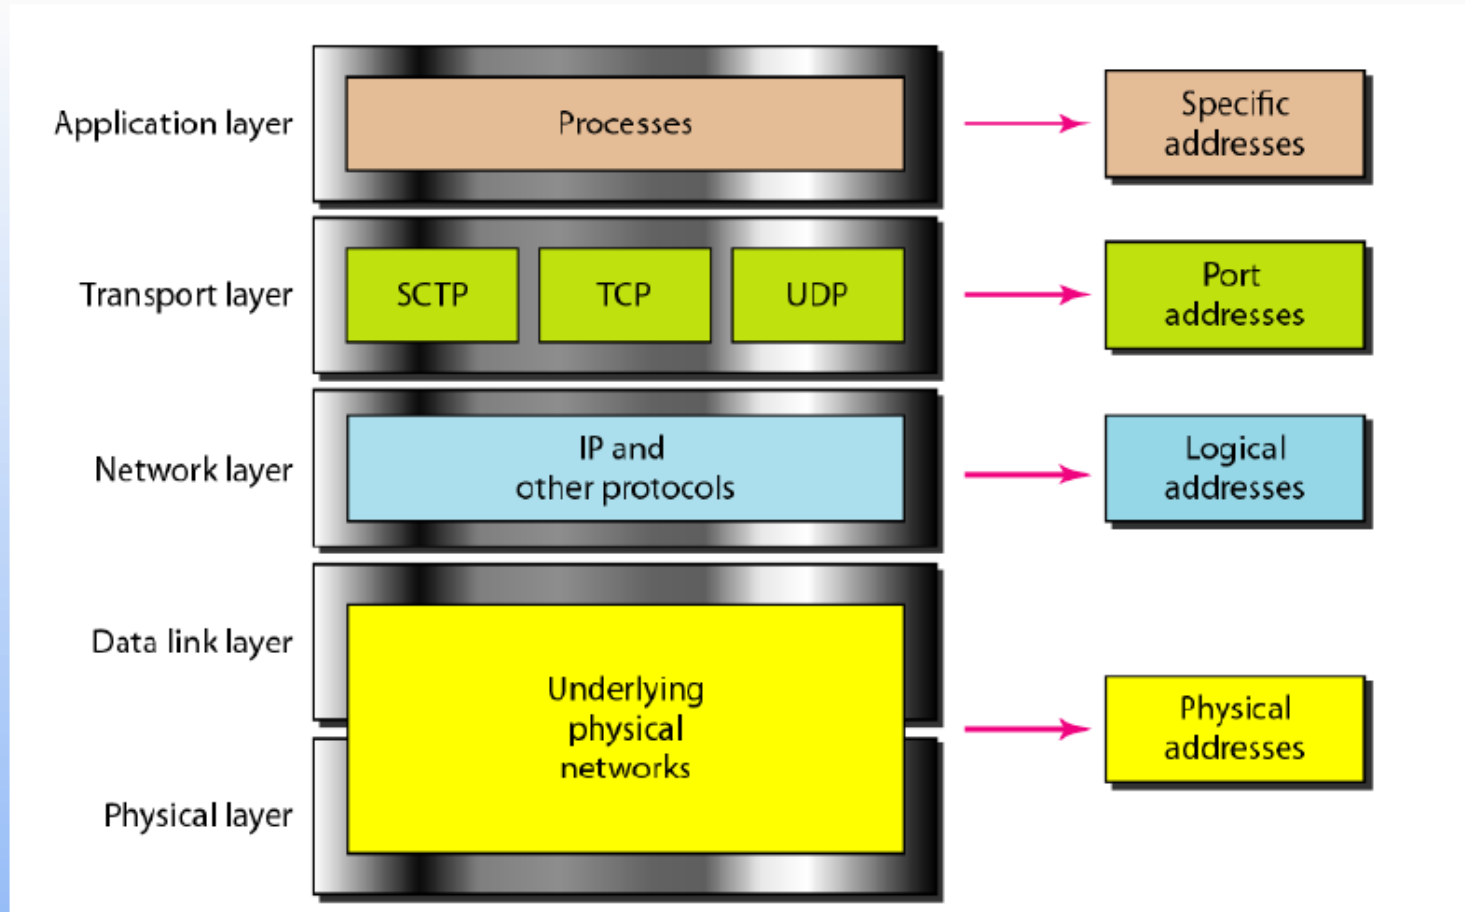 Application layer
Processes
Specific
addresses
Transport layer
SCTP
TCP
UDP
Port
addresses
Network layer
IP and
other protocols
Logical
addresses
Data link layer
Underlying
physical
networks
Physical
addresses
Physical layer